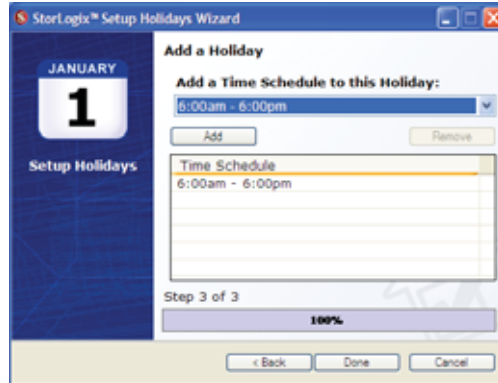 StorLogix™ Setup Holidays Wizard
JANUARY
1
Setup Holidays
Add a Holiday
Add a Time Schedule to this Holiday:
6:00am - 6:00pm
Add
Remove
Time Schedule
6:00am - 6:00pm
Step 3 of 3
100%
< Back
Done
Cancel